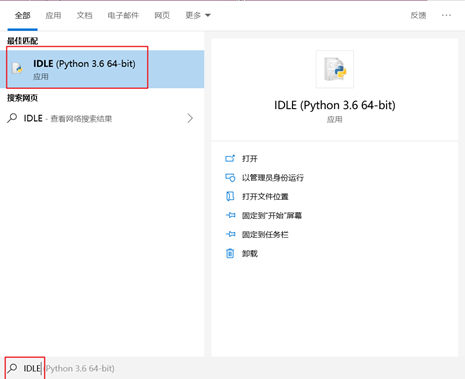 全部 应用 文档 电子邮件 网页 更多 反馈 ···
最佳匹配
IDLE (Python 3.6 64-bit)
应用
搜索网页
IDLE - 查看网络搜索结果
IDLE (Python 3.6 64-bit)
应用
打开
以管理员身份运行
打开文件位置
固定到"开始"屏幕
固定到任务栏
卸载
IDLE (Python 3.6 64-bit)